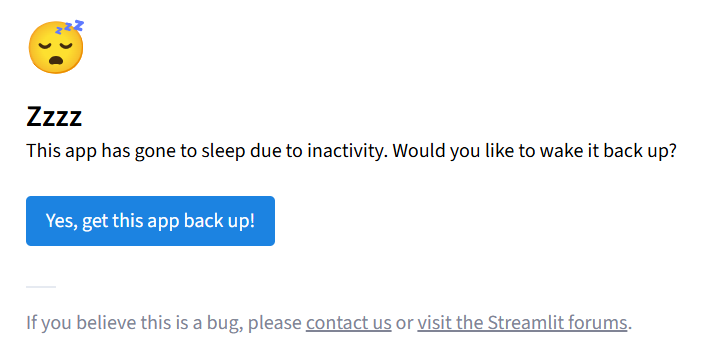 Zzzz
This app has gone to sleep due to inactivity. Would you like to wake it back up?
Yes, get this app back up!
If you believe this is a bug, please contact us or visit the Streamlit forums.